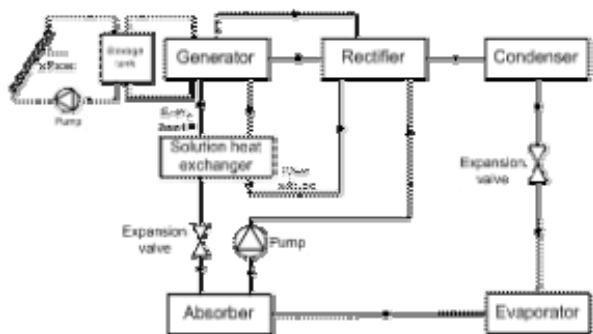 Storage
tank
Generator
Rectifier
Condenser
Pump
Solution heat
exchanger
Expansion
valve
Expansion
valve
Pump
Absorber
Evaporator